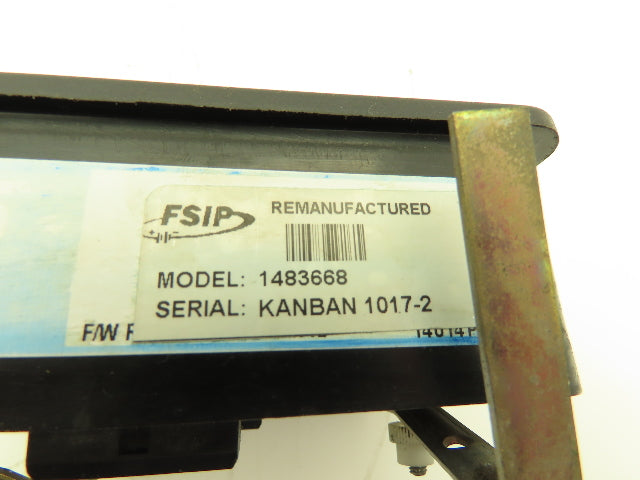 FSIP
REMANUFACTURED
MODEL: 1483668
SERIAL: KANBAN 1017-2
F/W